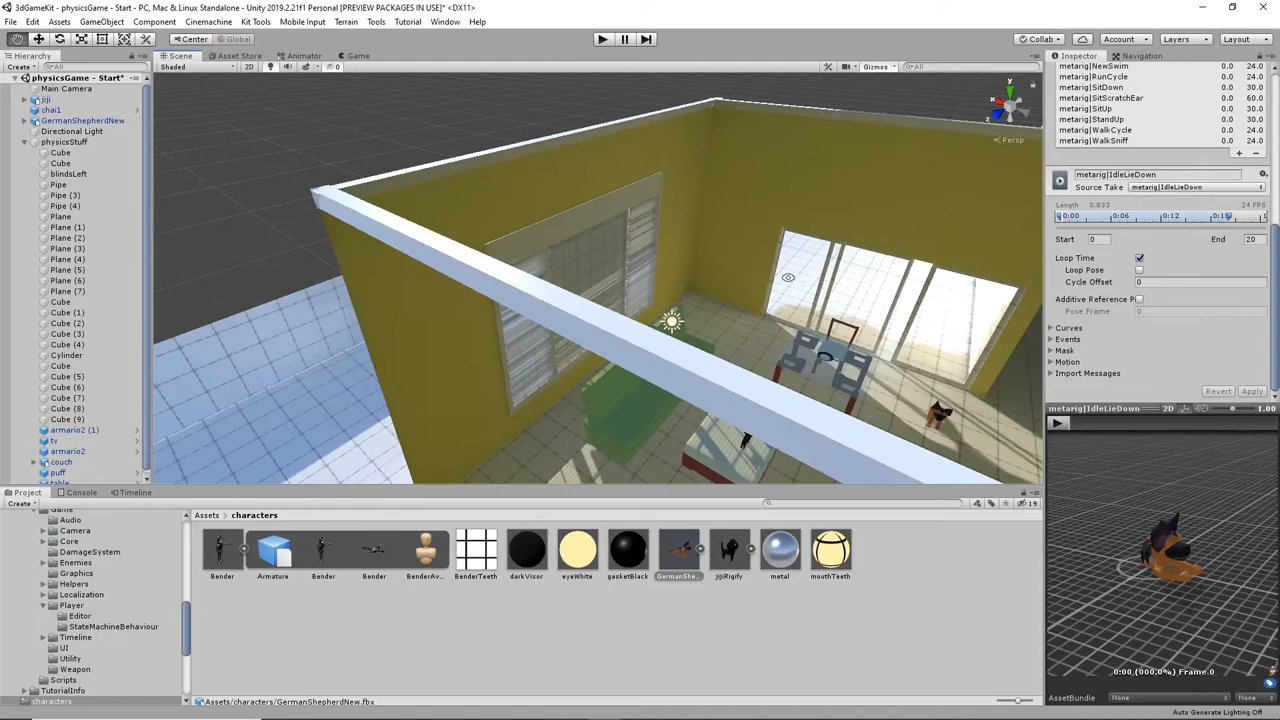 3dGameKit - physicsGame - Start - PC, Mac & Linux Standalone - 2019.2.21f1 Personal [PREVIEW PACKAGES IN USE]* <DX11>
File Edit Assets GameObject Component Cinemachine Kit Tools Mobile Input Terrain Tools Tutorial Window Help
Center Global Collab Account Layers Layout
Hierarchy Scene Asset Store Animator Game Inspector Navigation
Create All Shaded 2D 0 Gizmos All
physicsGame - Start*
Main Camera
jiji
chai1
GermanShepherdNew
Directional Light
physicsStuff
Cube
Cube
blindsLeft
Pipe
Pipe (3)
Pipe (4)
Plane
Plane (1)
Plane (2)
Plane (3)
Plane (4)
Plane (5)
Plane (6)
Plane (7)
Cube
Cube (1)
Cube (2)
Cube (3)
Cube (4)
Cylinder
Cube
Cube (5)
Cube (6)
Cube (7)
Cube (8)
Cube (9)
armario2 (1)
tv
armario2
couch
puff
table
y
x
z
Persp
metarig|NewSwim 0.0 24.0
metarig|RunCycle 0.0 24.0
metarig|SitDown 0.0 30.0
metarig|SitScratchEar 0.0 60.0
metarig|SitUp 0.0 30.0
metarig|StandUp 0.0 30.0
metarig|WalkCycle 0.0 24.0
metarig|WalkSniff 0.0 24.0
metarig|IdleLieDown
Source Take metarig|IdleLieDown
Length 0.833 24 FPS
0:00 0:06 0:12 0:18 1
Start 0 End 20
Loop Time
Loop Pose
Cycle Offset 0
Additive Reference P
Pose Frame 0
Curves
Events
Mask
Motion
Import Messages
Revert Apply
metarig|IdleLieDown 2D 1.00
0:00 (000.0%) Frame 0
AssetBundle None None
Auto Generate Lighting Off
Project Console Timeline
Create 19
Game
Audio
Camera
Core
DamageSystem
Enemies
Graphics
Helpers
Localization
Player
Editor
StateMachineBehaviour
Timeline
UI
Utility
Weapon
Scripts
TutorialInfo
characters
Assets characters
Bender Armature Bender Bender BenderAv... BenderTeeth darkVisor eyeWhite gasketBlack GermanShe... jijiRigify metal mouthTeeth
Assets/characters/GermanShepherdNew.fbx